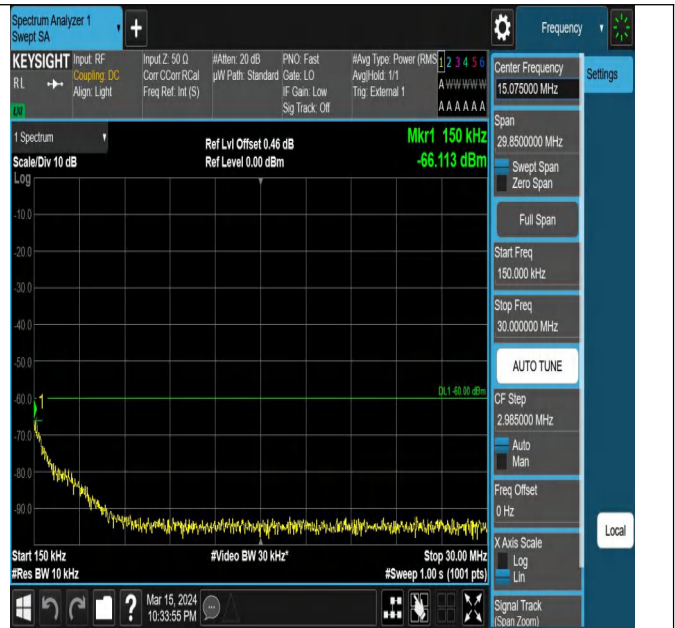 Spectrum Analyzer 1
Swept SA
Frequency
KEYSIGHT
RL
Input: RF
Coupling: DC
Align: Light
Input Z: 50 Ω
Corr CCorr RCal
Freq Ref: Int (S)
#Atten: 20 dB
µW Path: Standard
PNO: Fast
Gate: LO
IF Gain: Low
Sig Track: Off
#Avg Type: Power (RMS
Avg|Hold: 1/1
Trig: External 1
1 2 3 4 5 6
A W W W W W
A A A A A A
1 Spectrum
Scale/Div 10 dB
Log
Ref Lvl Offset 0.46 dB
Ref Level 0.00 dBm
Mkr1 150 kHz
-66.113 dBm
-10.0
-20.0
-30.0
-40.0
-50.0
-60.0
-70.0
-80.0
-90.0
1
DL1 -60.00 dBm
Start 150 kHz
#Res BW 10 kHz
#Video BW 30 kHz*
Stop 30.00 MHz
#Sweep 1.00 s (1001 pts)
Mar 15, 2024
10:33:55 PM
Center Frequency
15.075000 MHz
Settings
Span
29.8500000 MHz
Swept Span
Zero Span
Full Span
Start Freq
150.000 kHz
Stop Freq
30.000000 MHz
AUTO TUNE
CF Step
2.985000 MHz
Auto
Man
Freq Offset
0 Hz
X Axis Scale
Log
Lin
Signal Track
(Span Zoom)
Local